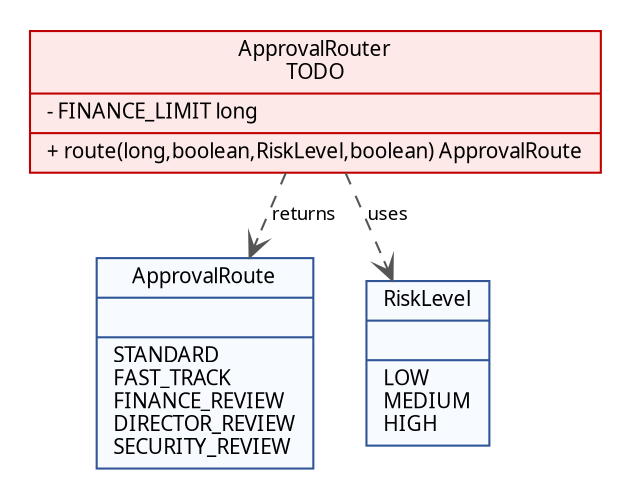 ApprovalRouter
TODO
- FINANCE_LIMIT long
+ route(long,boolean,RiskLevel,boolean) ApprovalRoute
returns
uses
ApprovalRoute
STANDARD
FAST_TRACK
FINANCE_REVIEW
DIRECTOR_REVIEW
SECURITY_REVIEW
RiskLevel
LOW
MEDIUM
HIGH